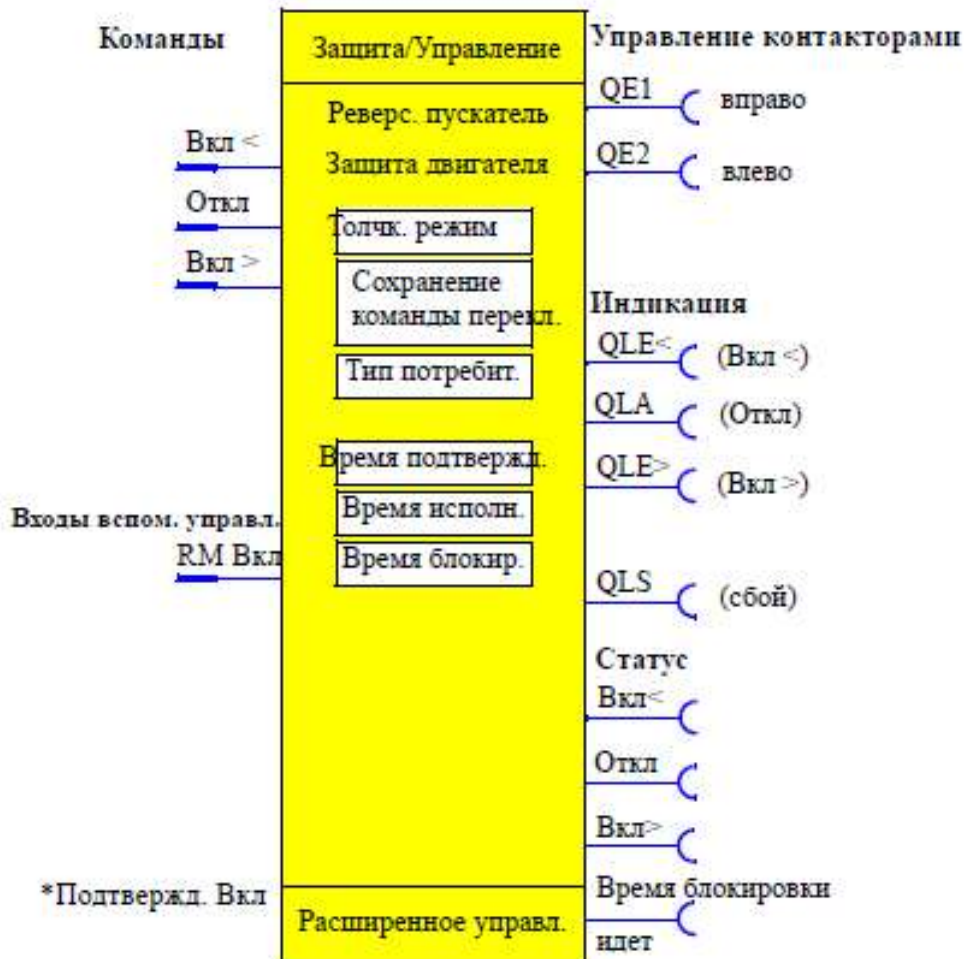 Команды
Защита/Управление
Управление контакторами
Реверс. пускатель
QE1
вправо
Вкл <
Защита двигателя
QE2
влево
Откл
Толчк. режим
Вкл >
Сохранение
команды перекл.
Индикация
QLE<
(Вкл <)
Тип потребит.
QLA
(Откл)
Время подтвержд.
QLE>
(Вкл >)
Входы вспом. управл.
Время исполн.
RM Вкл
Время блокир.
QLS
(сбой)
Статус
Вкл<
Откл
Вкл>
*Подтвержд. Вкл
Время блокировки
Расширенное управл.
идет